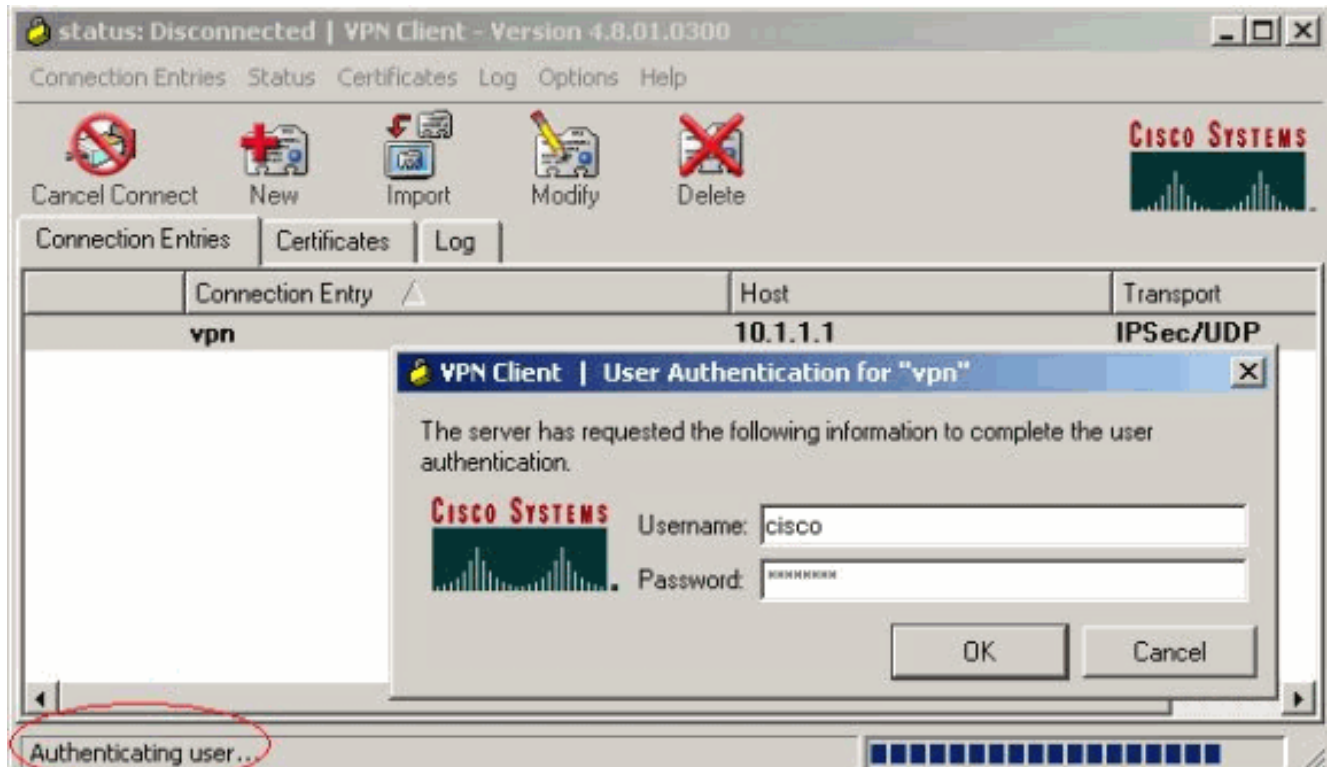 status: Disconnected | VPN Client - Version 4.8.01.0300
Connection Entries Status Certificates Log Options Help
Cancel Connect New Import Modify Delete
CISCO SYSTEMS
Connection Entries Certificates Log
Connection Entry Host Transport
vpn 10.1.1.1 IPSec/UDP
VPN Client | User Authentication for "vpn"
The server has requested the following information to complete the user
authentication.
CISCO SYSTEMS
Username: cisco
Password: ********
OK Cancel
Authenticating user...